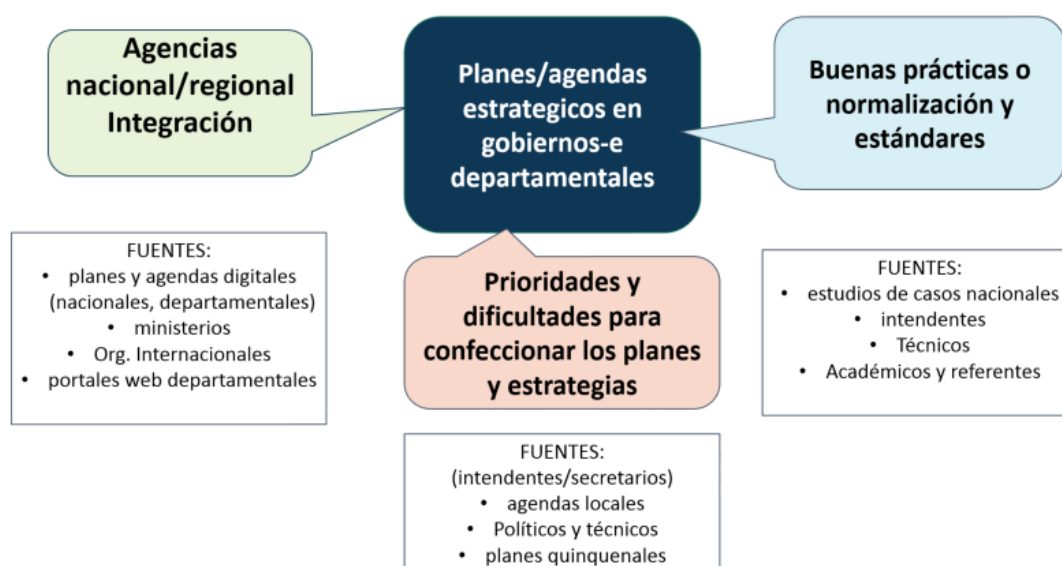 Agencias
nacional/regional
Integración
Planes/agendas
estrategicos en
gobiernos-e
departamentales
Buenas prácticas o
normalización y
estándares
FUENTES:
• planes y agendas digitales
(nacionales, departamentales)
• ministerios
• Org. Internacionales
• portales web departamentales
Prioridades y
dificultades para
confeccionar los planes
y estrategias
FUENTES:
• estudios de casos nacionales
• intendentes
• Técnicos
• Académicos y referentes
FUENTES:
(intendentes/secretarios)
• agendas locales
• Políticos y técnicos
• planes quinquenales